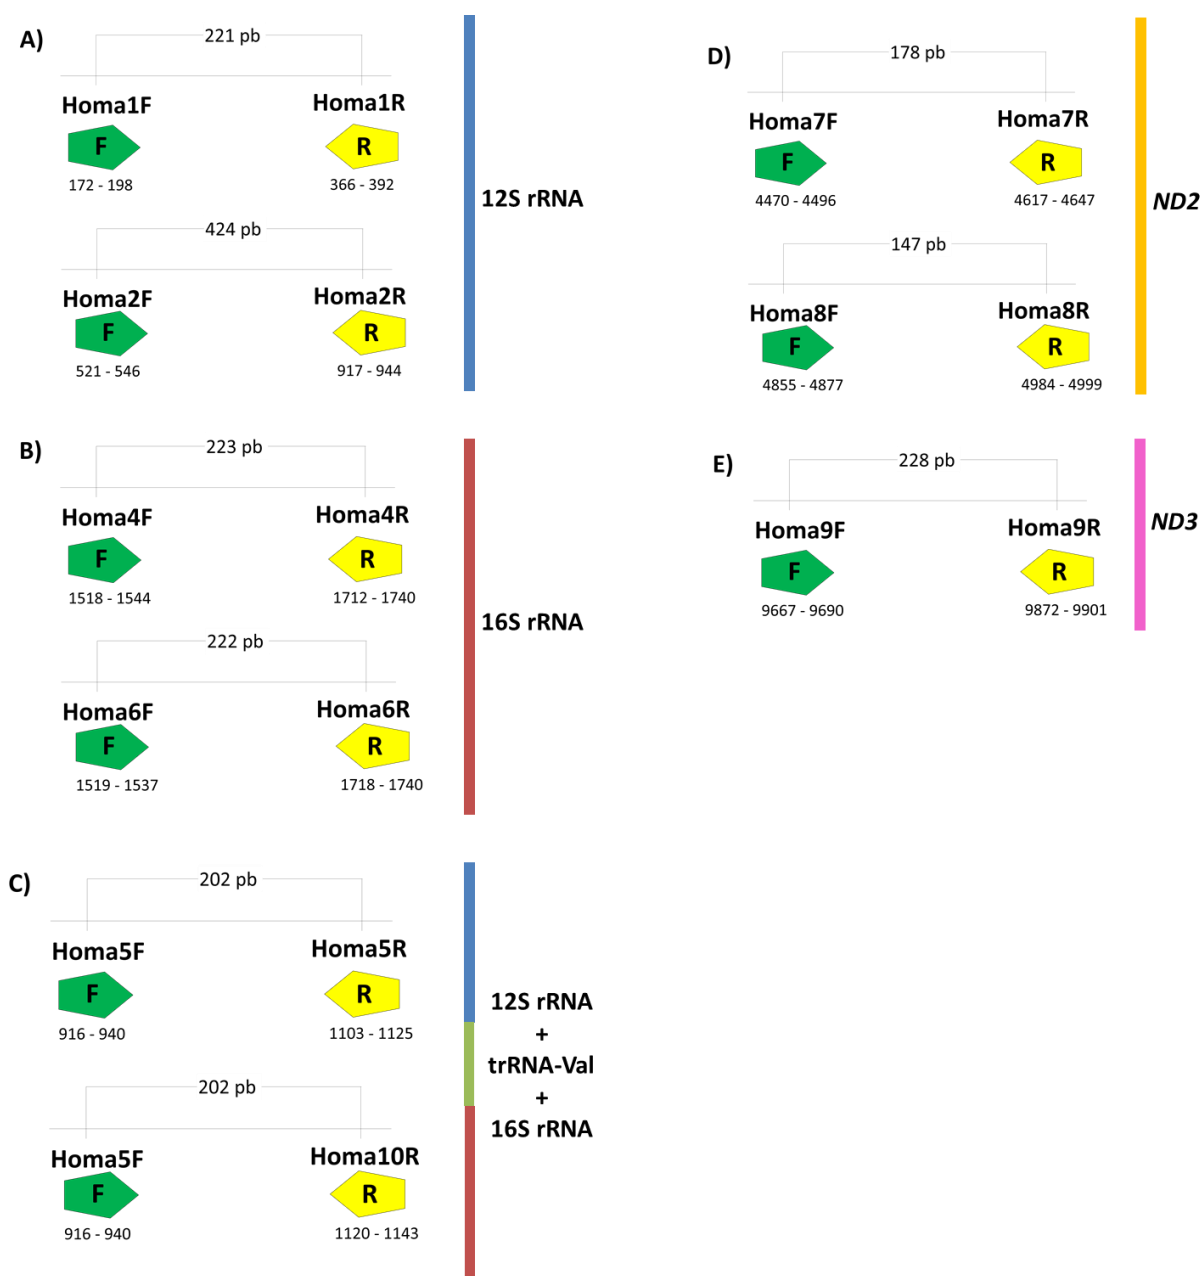 A)
221 pb
Homa1F
Homa1R
F
R
172 - 198
366 - 392
424 pb
Homa2F
Homa2R
F
R
521 - 546
917 - 944
12S rRNA
B)
223 pb
Homa4F
Homa4R
F
R
1518 - 1544
1712 - 1740
222 pb
Homa6F
Homa6R
F
R
1519 - 1537
1718 - 1740
16S rRNA
C)
202 pb
Homa5F
Homa5R
F
R
916 - 940
1103 - 1125
202 pb
Homa5F
Homa10R
F
R
916 - 940
1120 - 1143
12S rRNA
+
trRNA-Val
+
16S rRNA
D)
178 pb
Homa7F
Homa7R
F
R
4470 - 4496
4617 - 4647
147 pb
Homa8F
Homa8R
F
R
4855 - 4877
4984 - 4999
ND2
E)
228 pb
Homa9F
Homa9R
F
R
9667 - 9690
9872 - 9901
ND3